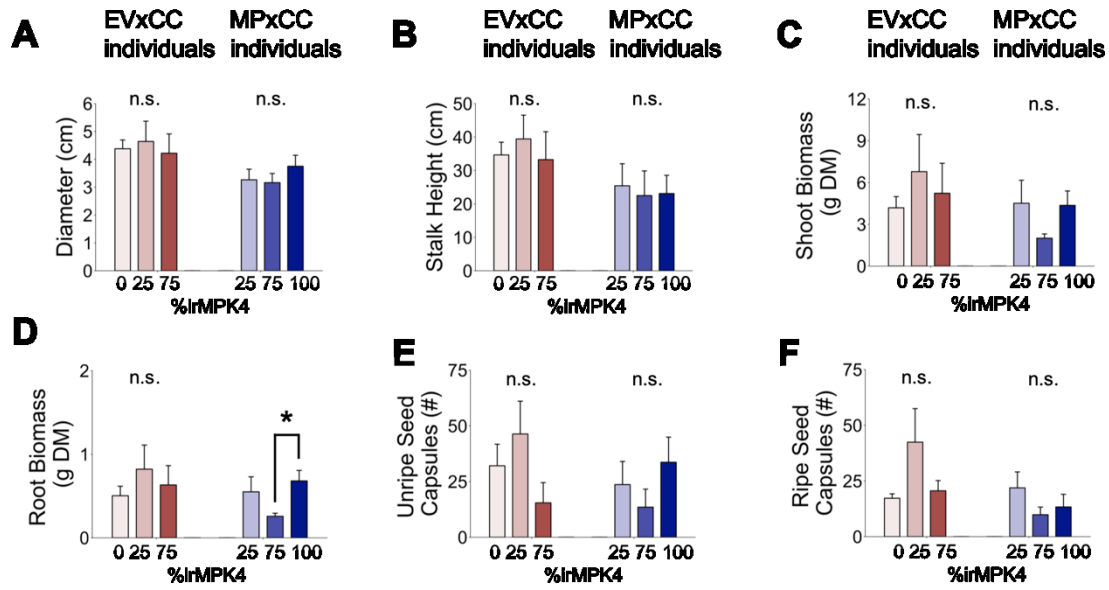 A
EVxCC individuals
MPxCC individuals
n.s.
n.s.
Diameter (cm)
6
5
4
3
2
1
0
0 25 75
25 75 100
%irMPK4
B
EVxCC individuals
MPxCC individuals
n.s.
n.s.
Stalk Height (cm)
50
40
30
20
10
0
0 25 75
25 75 100
%irMPK4
C
EVxCC individuals
MPxCC individuals
n.s.
n.s.
Shoot Biomass
(g DM)
12
9
6
3
0
0 25 75
25 75 100
%irMPK4
D
n.s.
*
Root Biomass
(g DM)
2
1
0
0 25 75
25 75 100
%irMPK4
E
n.s.
n.s.
Unripe Seed
Capsules (#)
75
50
25
0
0 25 75
25 75 100
%irMPK4
F
n.s.
n.s.
Ripe Seed
Capsules (#)
75
50
25
0
0 25 75
25 75 100
%irMPK4